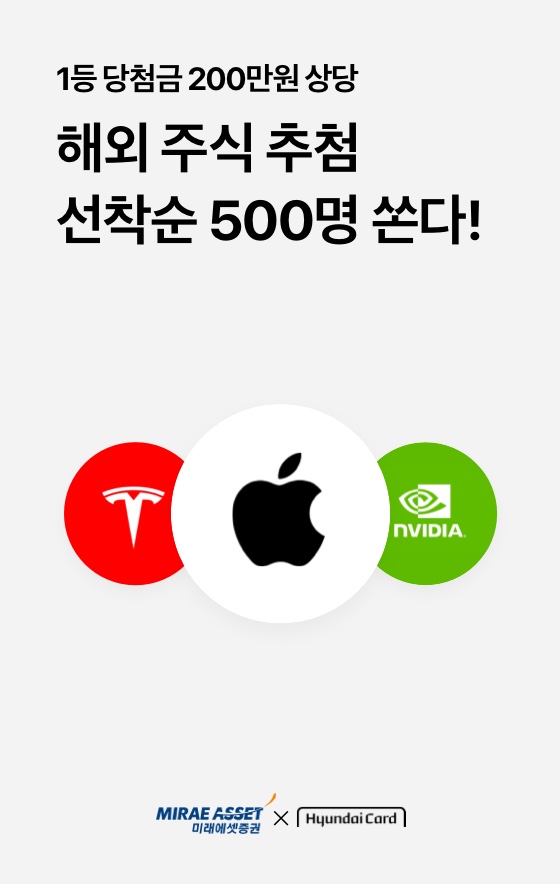 1등 당첨금 200만원 상당
해외 주식 추첨
선착순 500명 쏜다!
NVIDIA
MIRAE ASSET
미래에셋증권
×
Hyundai Card